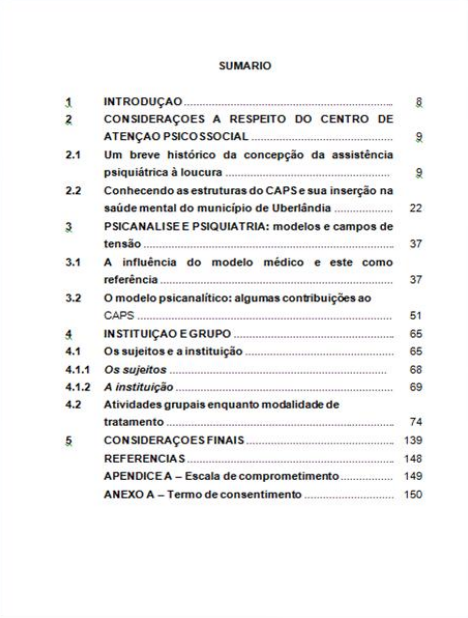 SUMARIO
1 INTRODUÇAO 8
2 CONSIDERAÇOES A RESPEITO DO CENTRO DE
ATENÇAO PSICOSSOCIAL 9
2.1 Um breve histórico da concepção da assistência
psiquiátrica à loucura 9
2.2 Conhecendo as estruturas do CAPS e sua inserção na
saúde mental do município de Uberlândia 22
3 PSICANALISE E PSIQUIATRIA: modelos e campos de
tensão 37
3.1 A influência do modelo médico e este como
referência 37
3.2 O modelo psicanalítico: algumas contribuições ao
CAPS 51
4 INSTITUIÇAO E GRUPO 65
4.1 Os sujeitos e a instituição 65
4.1.1 Os sujeitos 68
4.1.2 A instituição 69
4.2 Atividades grupais enquanto modalidade de
tratamento 74
5 CONSIDERAÇOES FINAIS 139
REFERENCIAS 148
APENDICE A – Escala de comprometimento 149
ANEXO A – Termo de consentimento 150